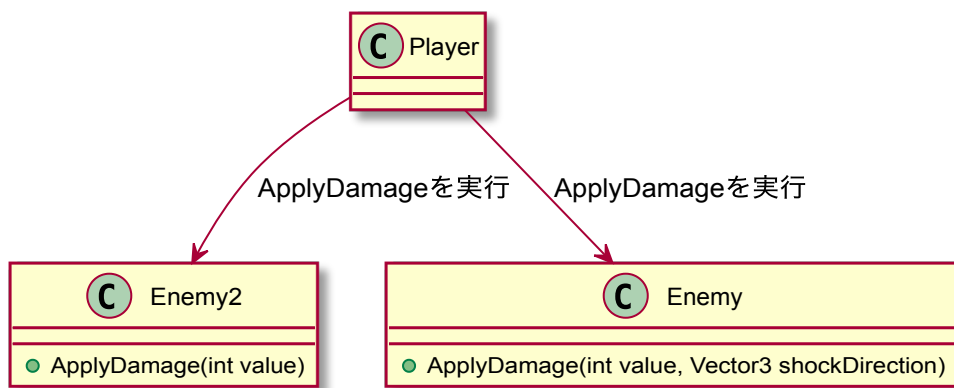 C Player
ApplyDamageを実行 ApplyDamageを実行
C Enemy2
ApplyDamage(int value)
C Enemy
ApplyDamage(int value, Vector3 shockDirection)